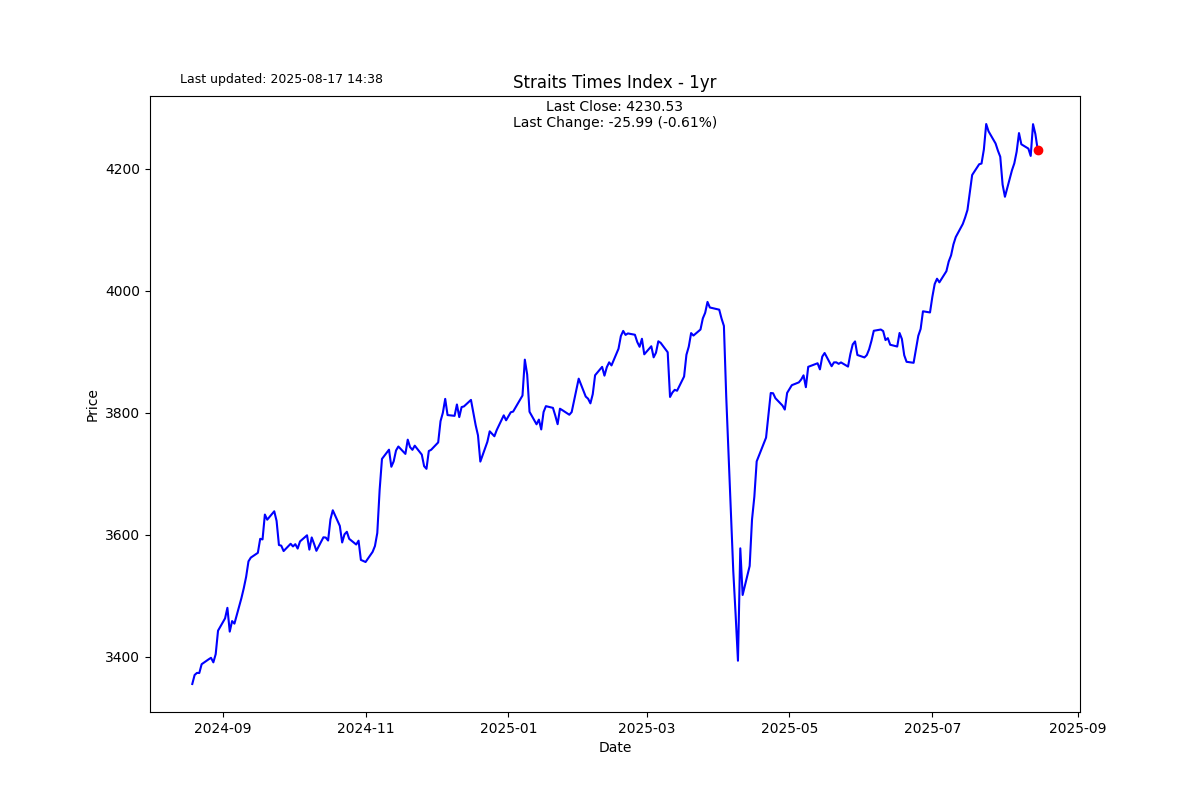 Last updated: 2025-08-17 14:38
Straits Times Index - 1yr
Last Close: 4230.53
Last Change: -25.99 (-0.61%)
4200
4000
3800
3600
3400
Price
2024-09
2024-11
2025-01
2025-03
2025-05
2025-07
2025-09
Date